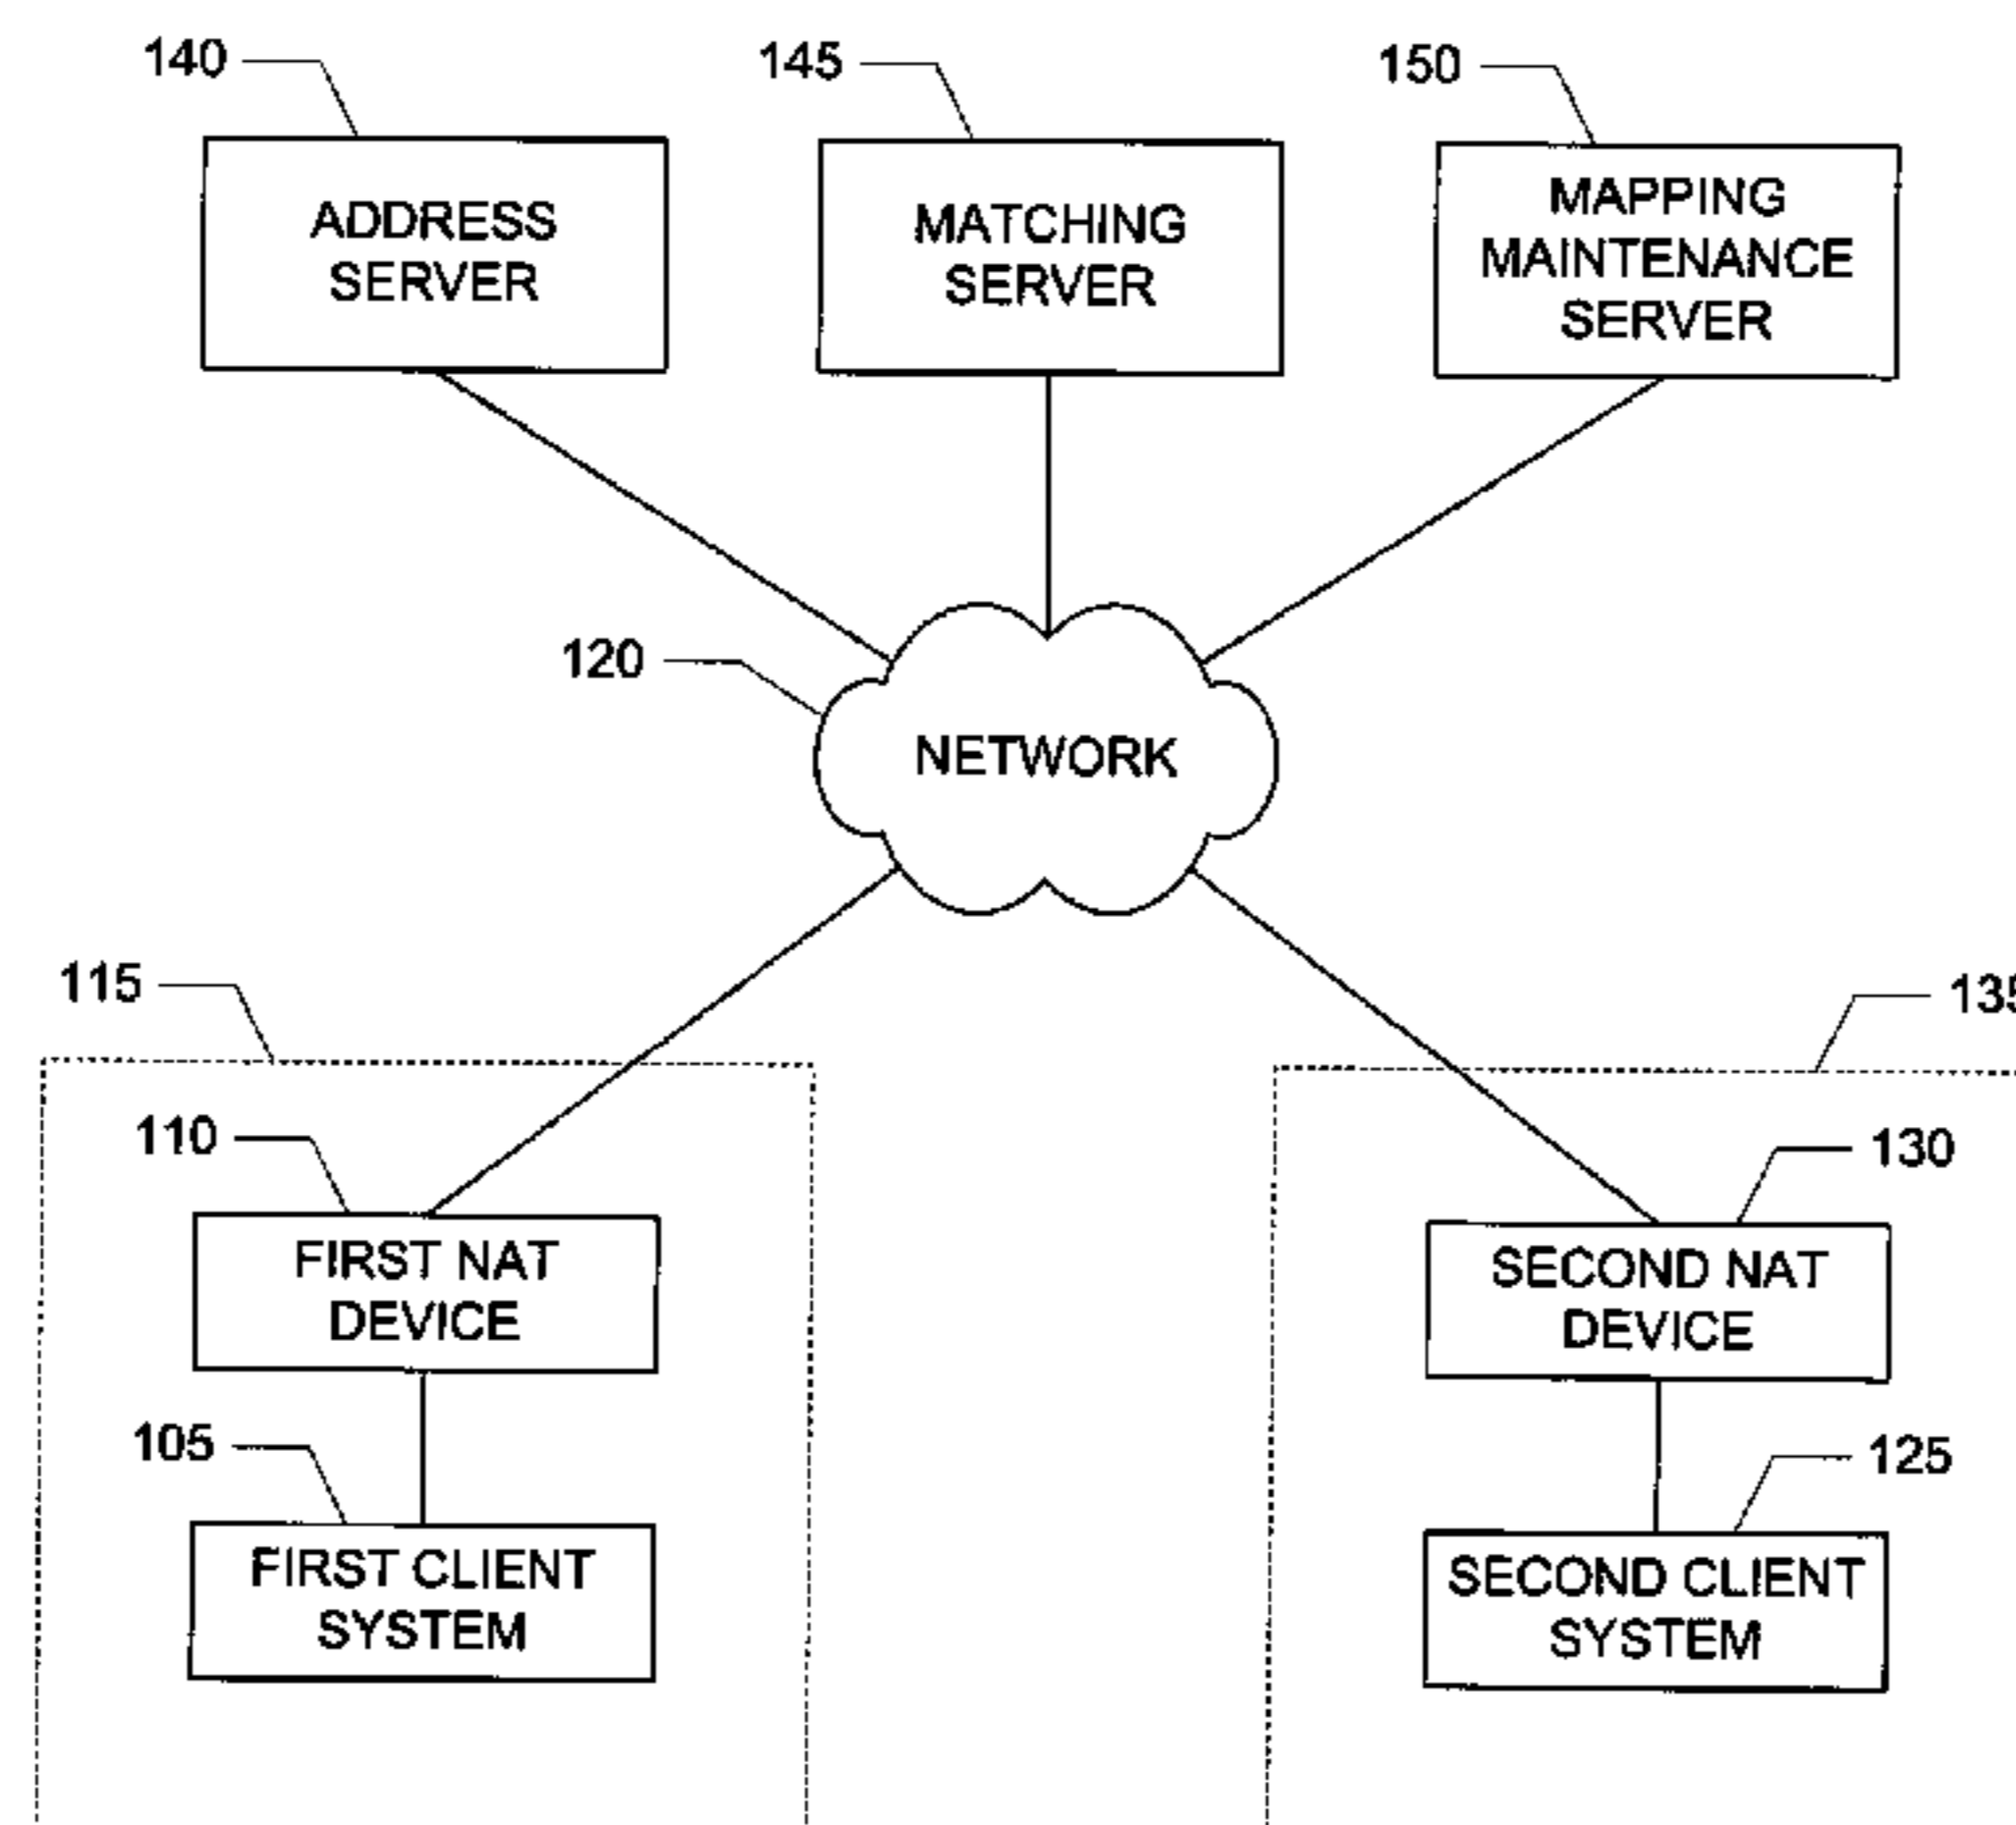 140
145
150
ADDRESS
SERVER
MATCHING
SERVER
MAPPING
MAINTENANCE
SERVER
120
NETWORK
115
135
110
130
FIRST NAT
DEVICE
SECOND NAT
DEVICE
105
125
FIRST CLIENT
SYSTEM
SECOND CLIENT
SYSTEM